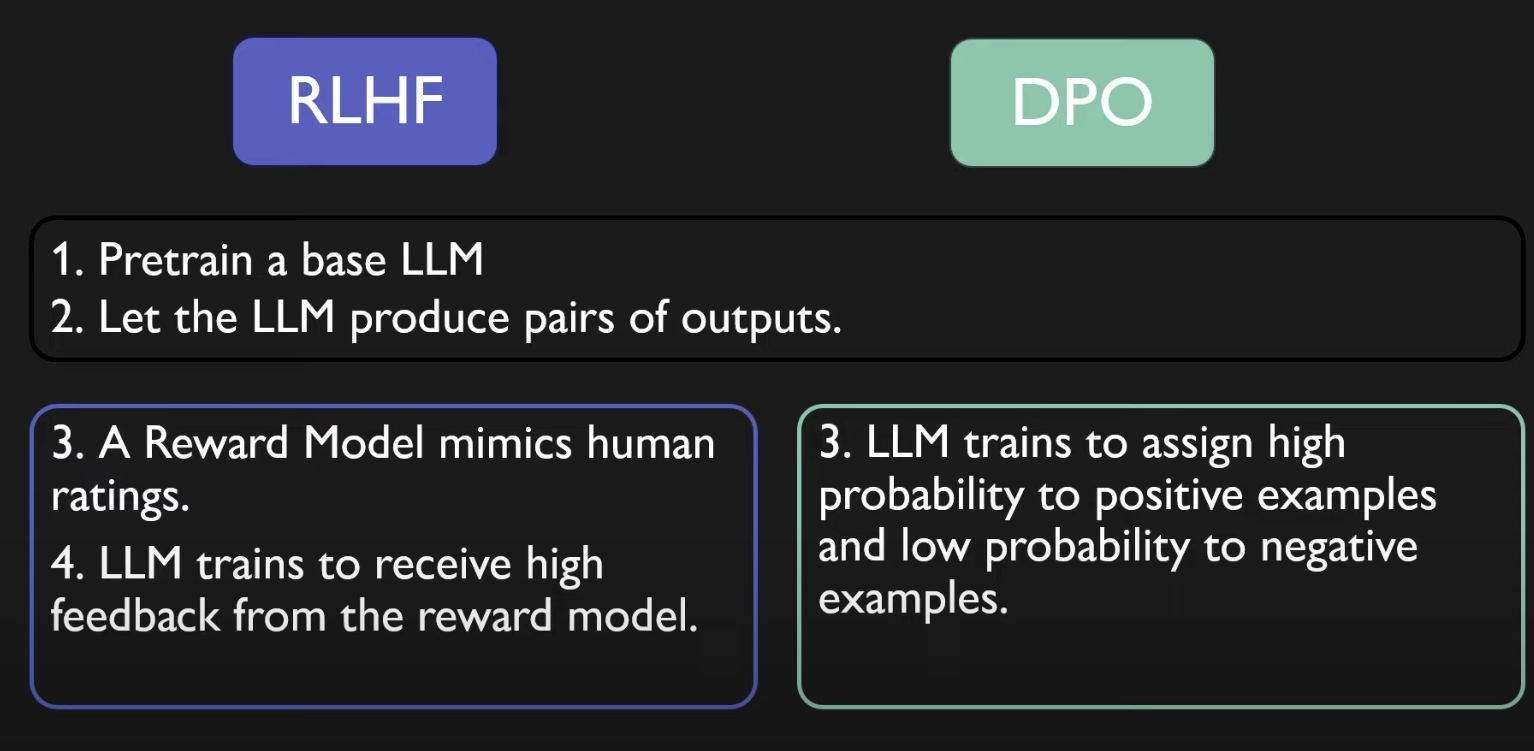 RLHF
DPO
1. Pretrain a base LLM
2. Let the LLM produce pairs of outputs.
3. A Reward Model mimics human
ratings.
4. LLM trains to receive high
feedback from the reward model.
3. LLM trains to assign high
probability to positive examples
and low probability to negative
examples.